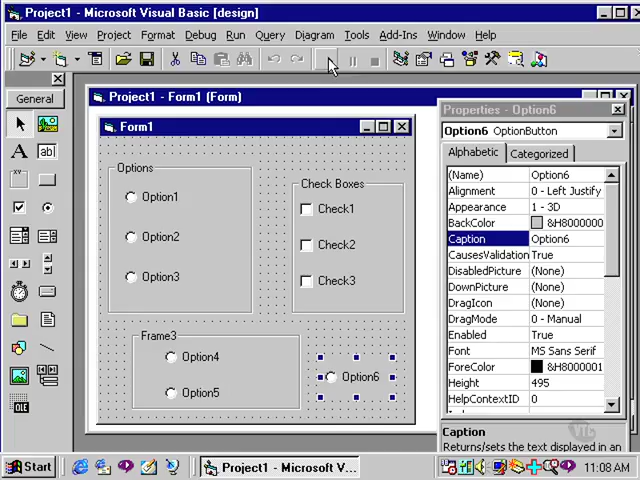 Project1 - Microsoft Visual Basic [design]
File Edit View Project Format Debug Run Query Diagram Tools Add-Ins Window Help
General
A
ab|
xv
OLE
Project1 - Form1 (Form)
Form1
Options
Option1
Option2
Option3
Check Boxes
Check1
Check2
Check3
Frame3
Option4
Option5
Option6
Properties - Option6
Option6 OptionButton
Alphabetic Categorized
(Name) Option6
Alignment 0 - Left Justify
Appearance 1 - 3D
BackColor &H8000000
Caption Option6
CausesValidation True
DisabledPicture (None)
DownPicture (None)
DragIcon (None)
DragMode 0 - Manual
Enabled True
Font MS Sans Serif
ForeColor &H8000001
Height 495
HelpContextID 0
Caption
Returns/sets the text displayed in an
Start
Project1 - Microsoft V...
11:08 AM